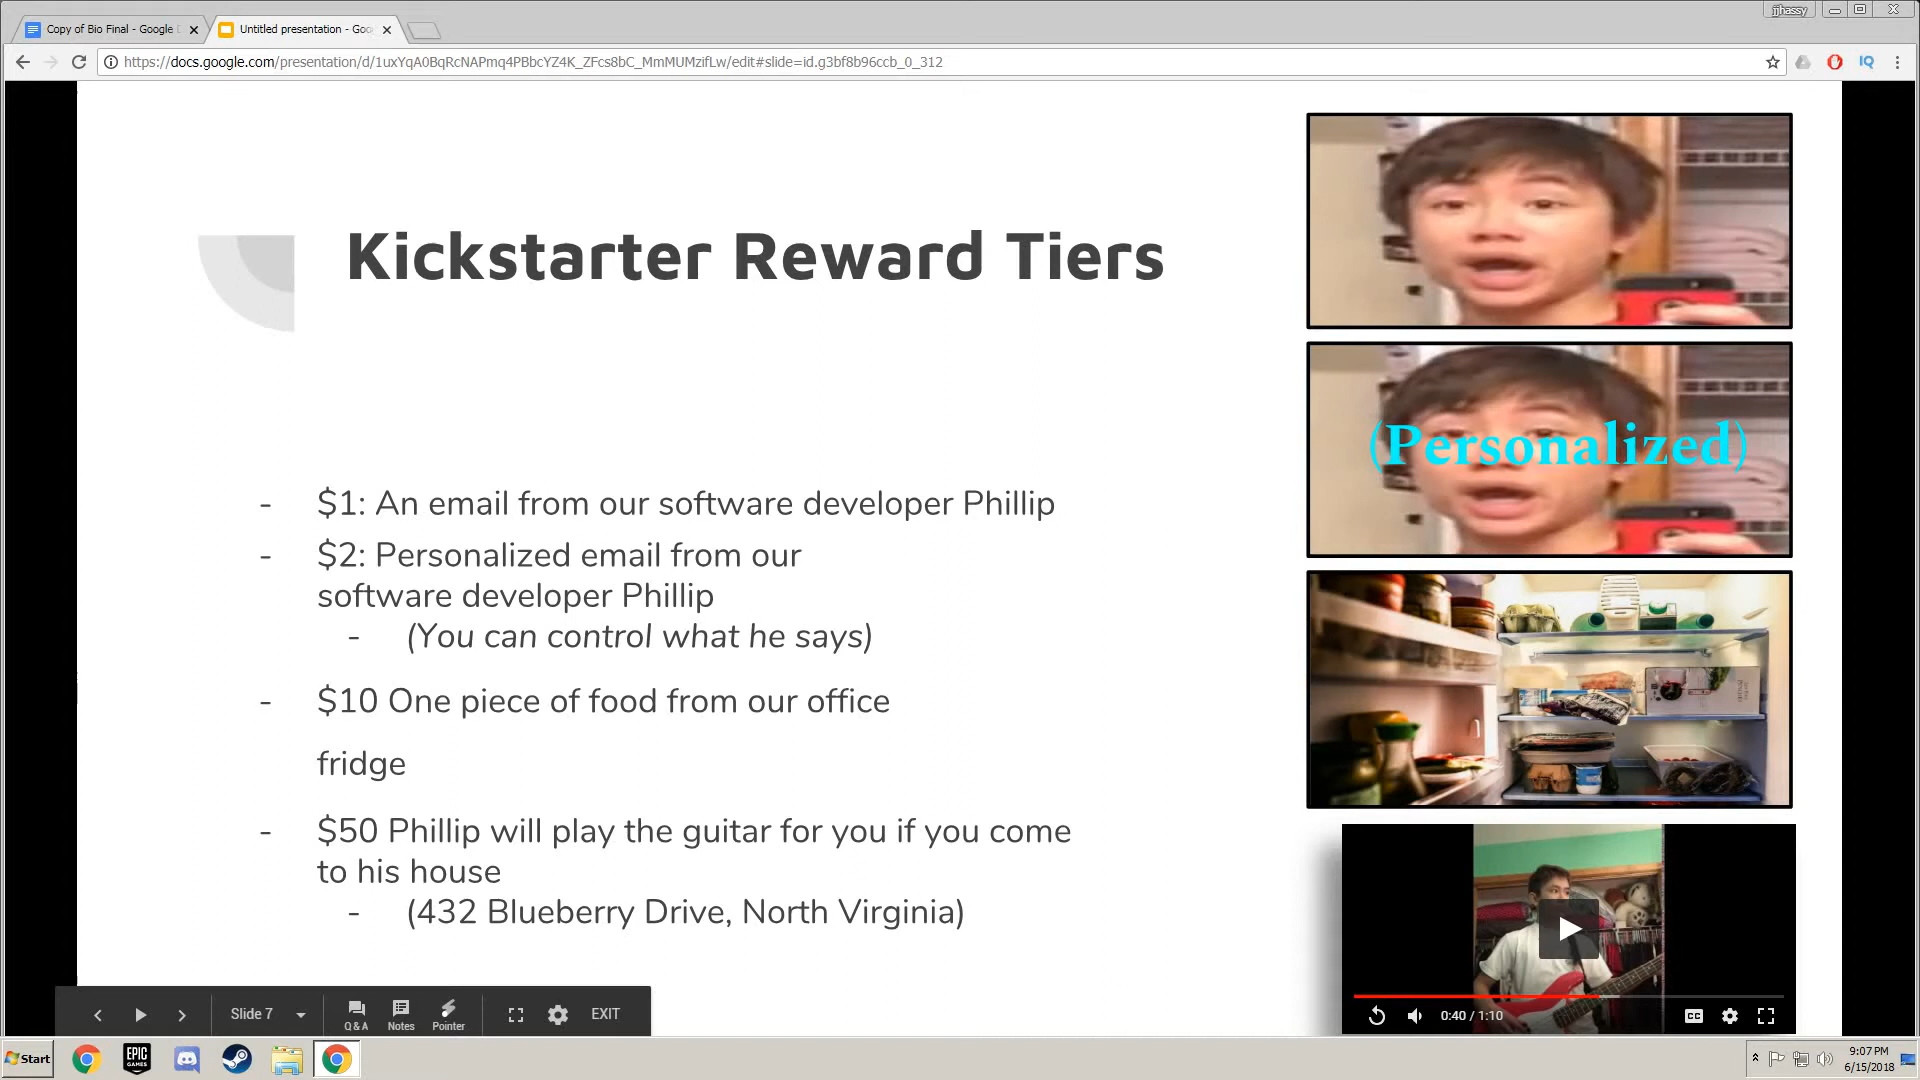 jjhassy
Copy of Bio Final - Google D
Untitled presentation - Goo
https://docs.google.com/presentation/d/1uxYqA0BqRcNAPmq4PBbcYZ4K_ZFcs8bC_MmMUMzifLw/edit#slide=id.g3bf8b96ccb_0_312
IQ
Kickstarter Reward Tiers
(Personalized)
- $1: An email from our software developer Phillip
- $2: Personalized email from our
software developer Phillip
- (You can control what he says)
- $10 One piece of food from our office
fridge
- $50 Phillip will play the guitar for you if you come
to his house
- (432 Blueberry Drive, North Virginia)
Slide 7
Q & A
Notes
Pointer
EXIT
0:40 / 1:10
CC
Start
EPIC
GAMES
9:07 PM
6/15/2018